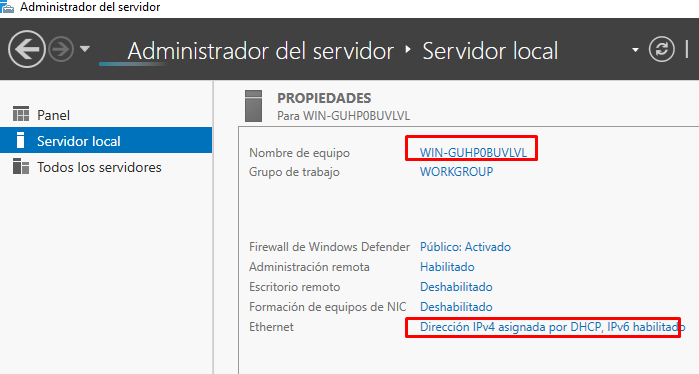 Administrador del servidor
Administrador del servidor ‣ Servidor local
Panel
Servidor local
Todos los servidores
PROPIEDADES
Para WIN-GUHP0BUVLVL
Nombre de equipo WIN-GUHP0BUVLVL
Grupo de trabajo WORKGROUP
Firewall de Windows Defender Público: Activado
Administración remota Habilitado
Escritorio remoto Deshabilitado
Formación de equipos de NIC Deshabilitado
Ethernet Dirección IPv4 asignada por DHCP, IPv6 habilitado